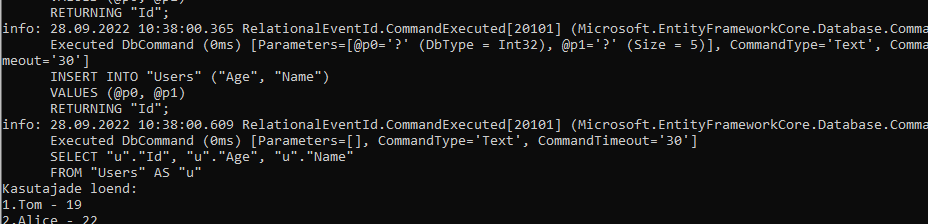 VALUES (@p0, @p1)
RETURNING "Id";
info: 28.09.2022 10:38:00.365 RelationalEventId.CommandExecuted[20101] (Microsoft.EntityFrameworkCore.Database.Comma
Executed DbCommand (0ms) [Parameters=[@p0='?' (DbType = Int32), @p1='?' (Size = 5)], CommandType='Text', Comma
meout='30']
INSERT INTO "Users" ("Age", "Name")
VALUES (@p0, @p1)
RETURNING "Id";
info: 28.09.2022 10:38:00.609 RelationalEventId.CommandExecuted[20101] (Microsoft.EntityFrameworkCore.Database.Comma
Executed DbCommand (0ms) [Parameters=[], CommandType='Text', CommandTimeout='30']
SELECT "u"."Id", "u"."Age", "u"."Name"
FROM "Users" AS "u"
Kasutajade loend:
1.Tom - 19
2.Alice - 22